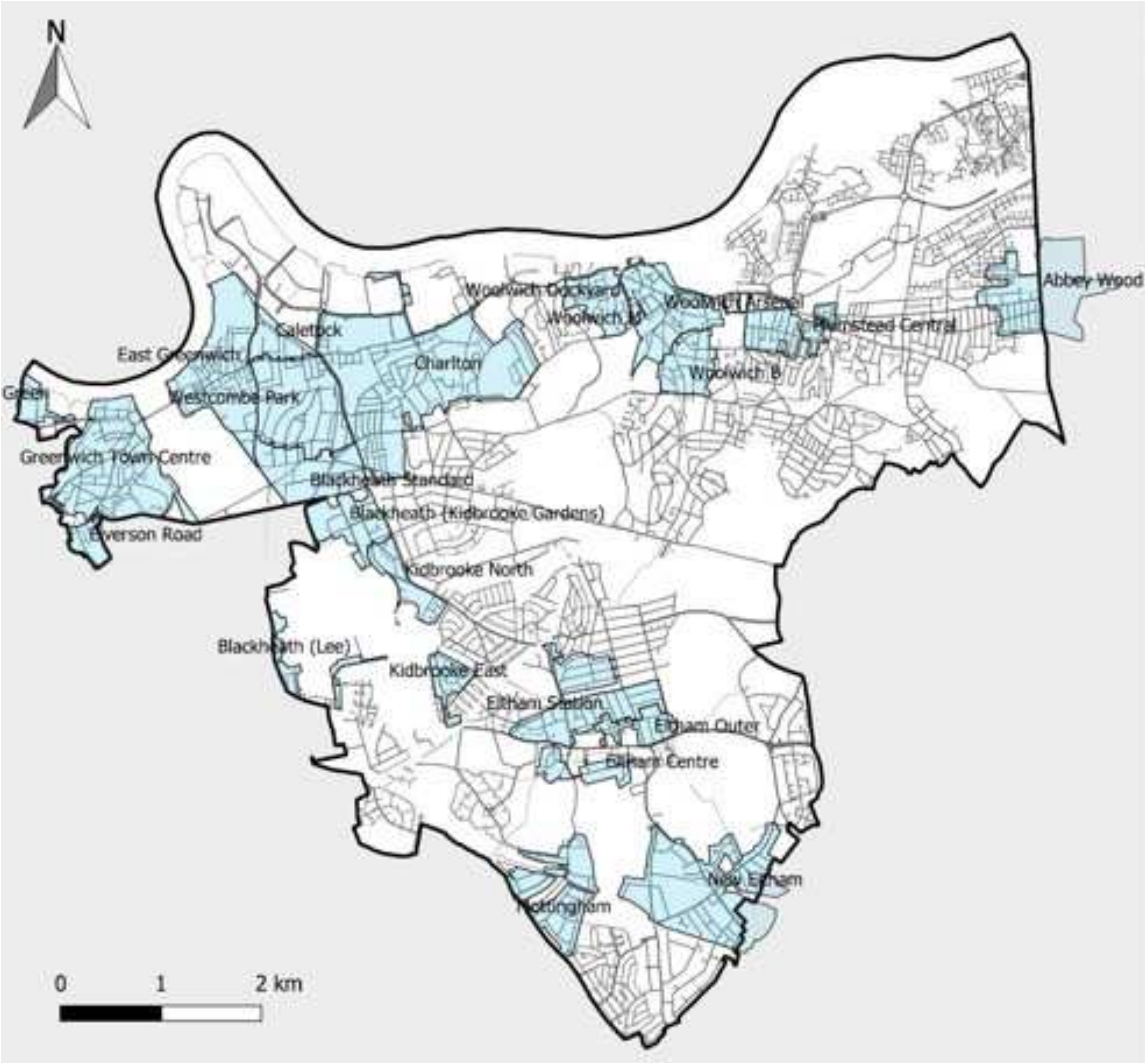 N
Abbey Wood
Woolwich Dockyard
Woolwich Arsenal
Woolwich
Plumstead Central
Caletock
East Greenwich
Charlton
Woolwich B
Green
Westcombe Park
Greenwich Town Centre
Blackheath Standard
Blackheath (Kidbrooke Gardens)
Elverson Road
Kidbrooke North
Blackheath (Lee)
Kidbrooke East
Eltham Station
Eltham Outer
Eltham Centre
New Eltham
Mottingham
0 1 2 km